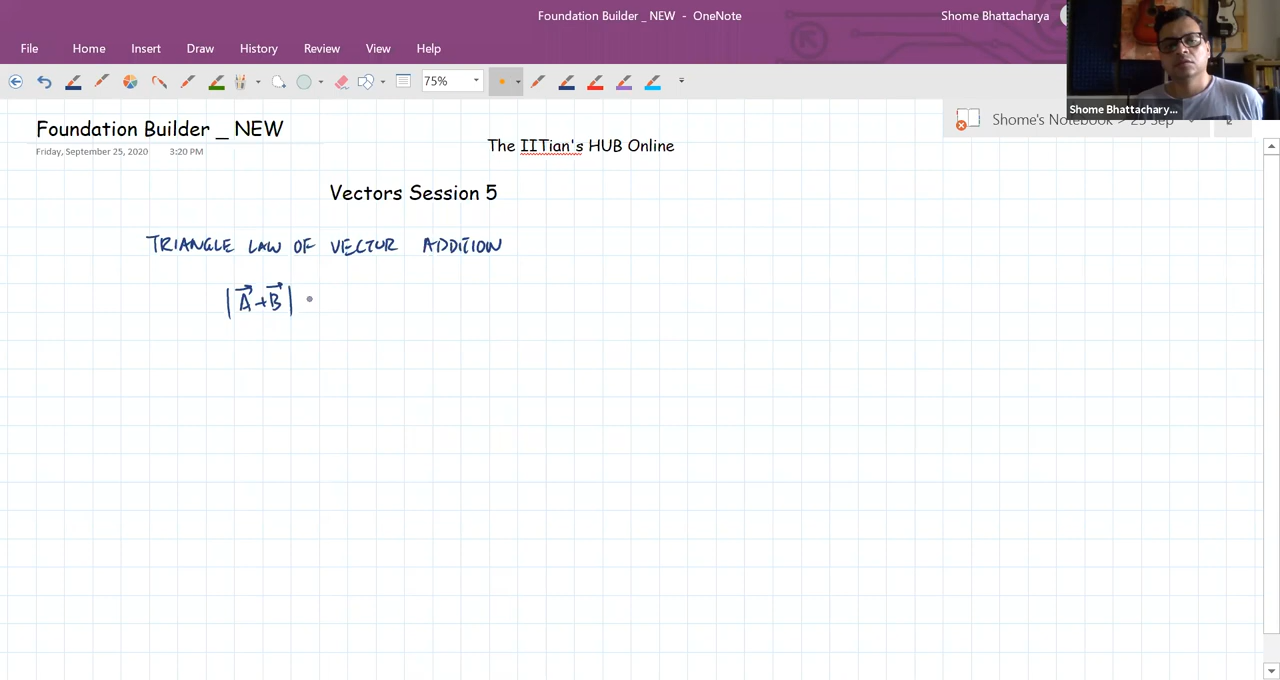 Foundation Builder _ NEW - OneNote
Shome Bhattacharya
File Home Insert Draw History Review View Help
75%
Shome Bhattachary...
Shome's Notebook > 25 Sep
Foundation Builder _ NEW
Friday, September 25, 2020 3:20 PM
The IITian's HUB Online
Vectors Session 5
TRIANGLE LAW OF VECTOR ADDITION
|A⃗+B⃗|